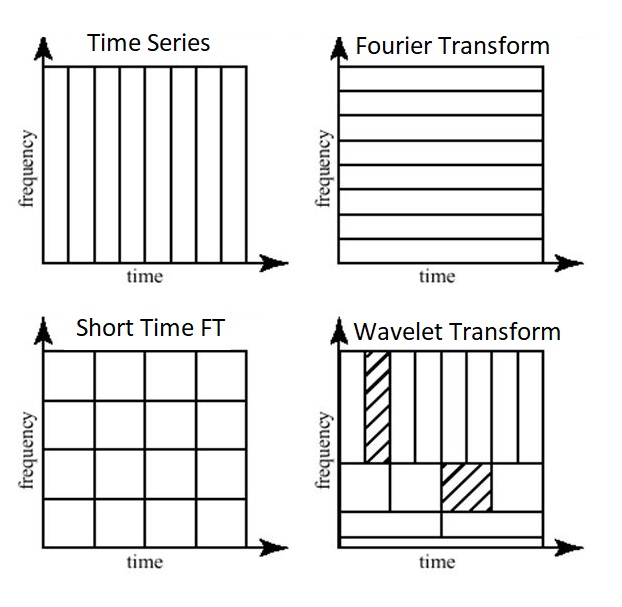 Time Series
frequency
time
Fourier Transform
frequency
time
Short Time FT
frequency
time
Wavelet Transform
frequency
time